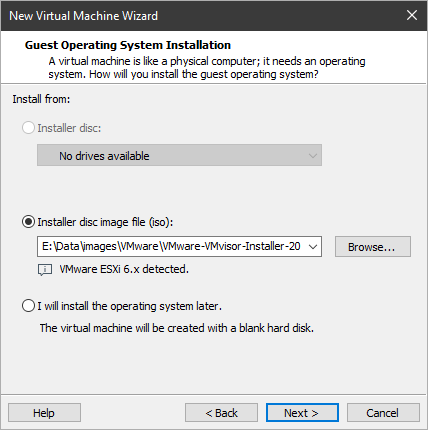 New Virtual Machine Wizard
Guest Operating System Installation
A virtual machine is like a physical computer; it needs an operating
system. How will you install the guest operating system?
Install from:
Installer disc:
No drives available
Installer disc image file (iso):
E:\Data\images\VMware\VMware-VMvisor-Installer-20
Browse...
VMware ESXi 6.x detected.
I will install the operating system later.
The virtual machine will be created with a blank hard disk.
Help
< Back
Next >
Cancel